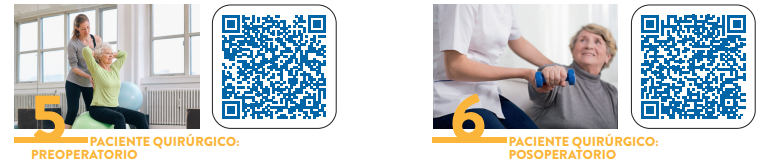 5
PACIENTE QUIRÚRGICO:
PREOPERATORIO
6
PACIENTE QUIRÚRGICO:
POSOPERATORIO